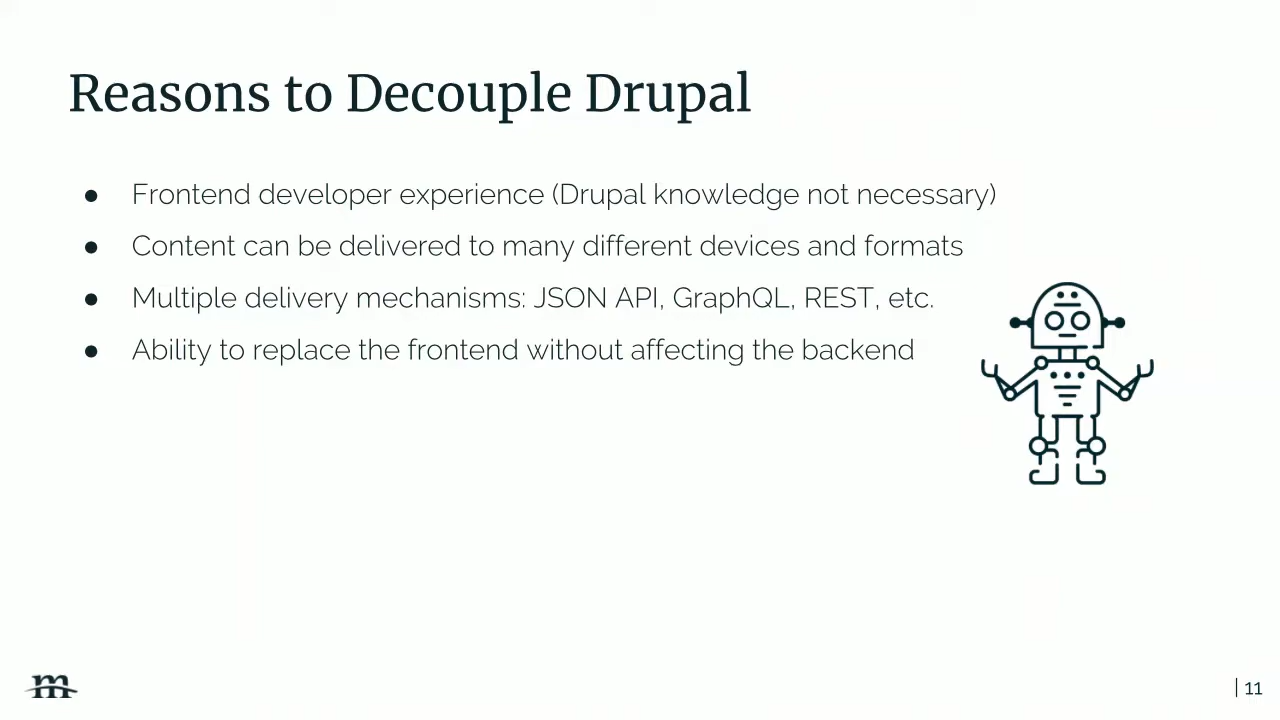 Reasons to Decouple Drupal
● Frontend developer experience (Drupal knowledge not necessary)
● Content can be delivered to many different devices and formats
● Multiple delivery mechanisms: JSON API, GraphQL, REST, etc.
● Ability to replace the frontend without affecting the backend
m
| 11